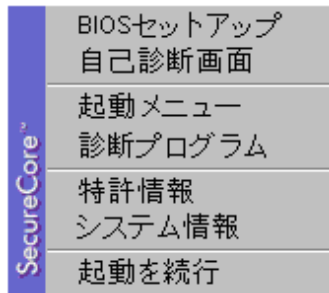 BIOSセットアップ
自己診断画面
起動メニュー
診断プログラム
特許情報
システム情報
起動を続行
SecureCore™